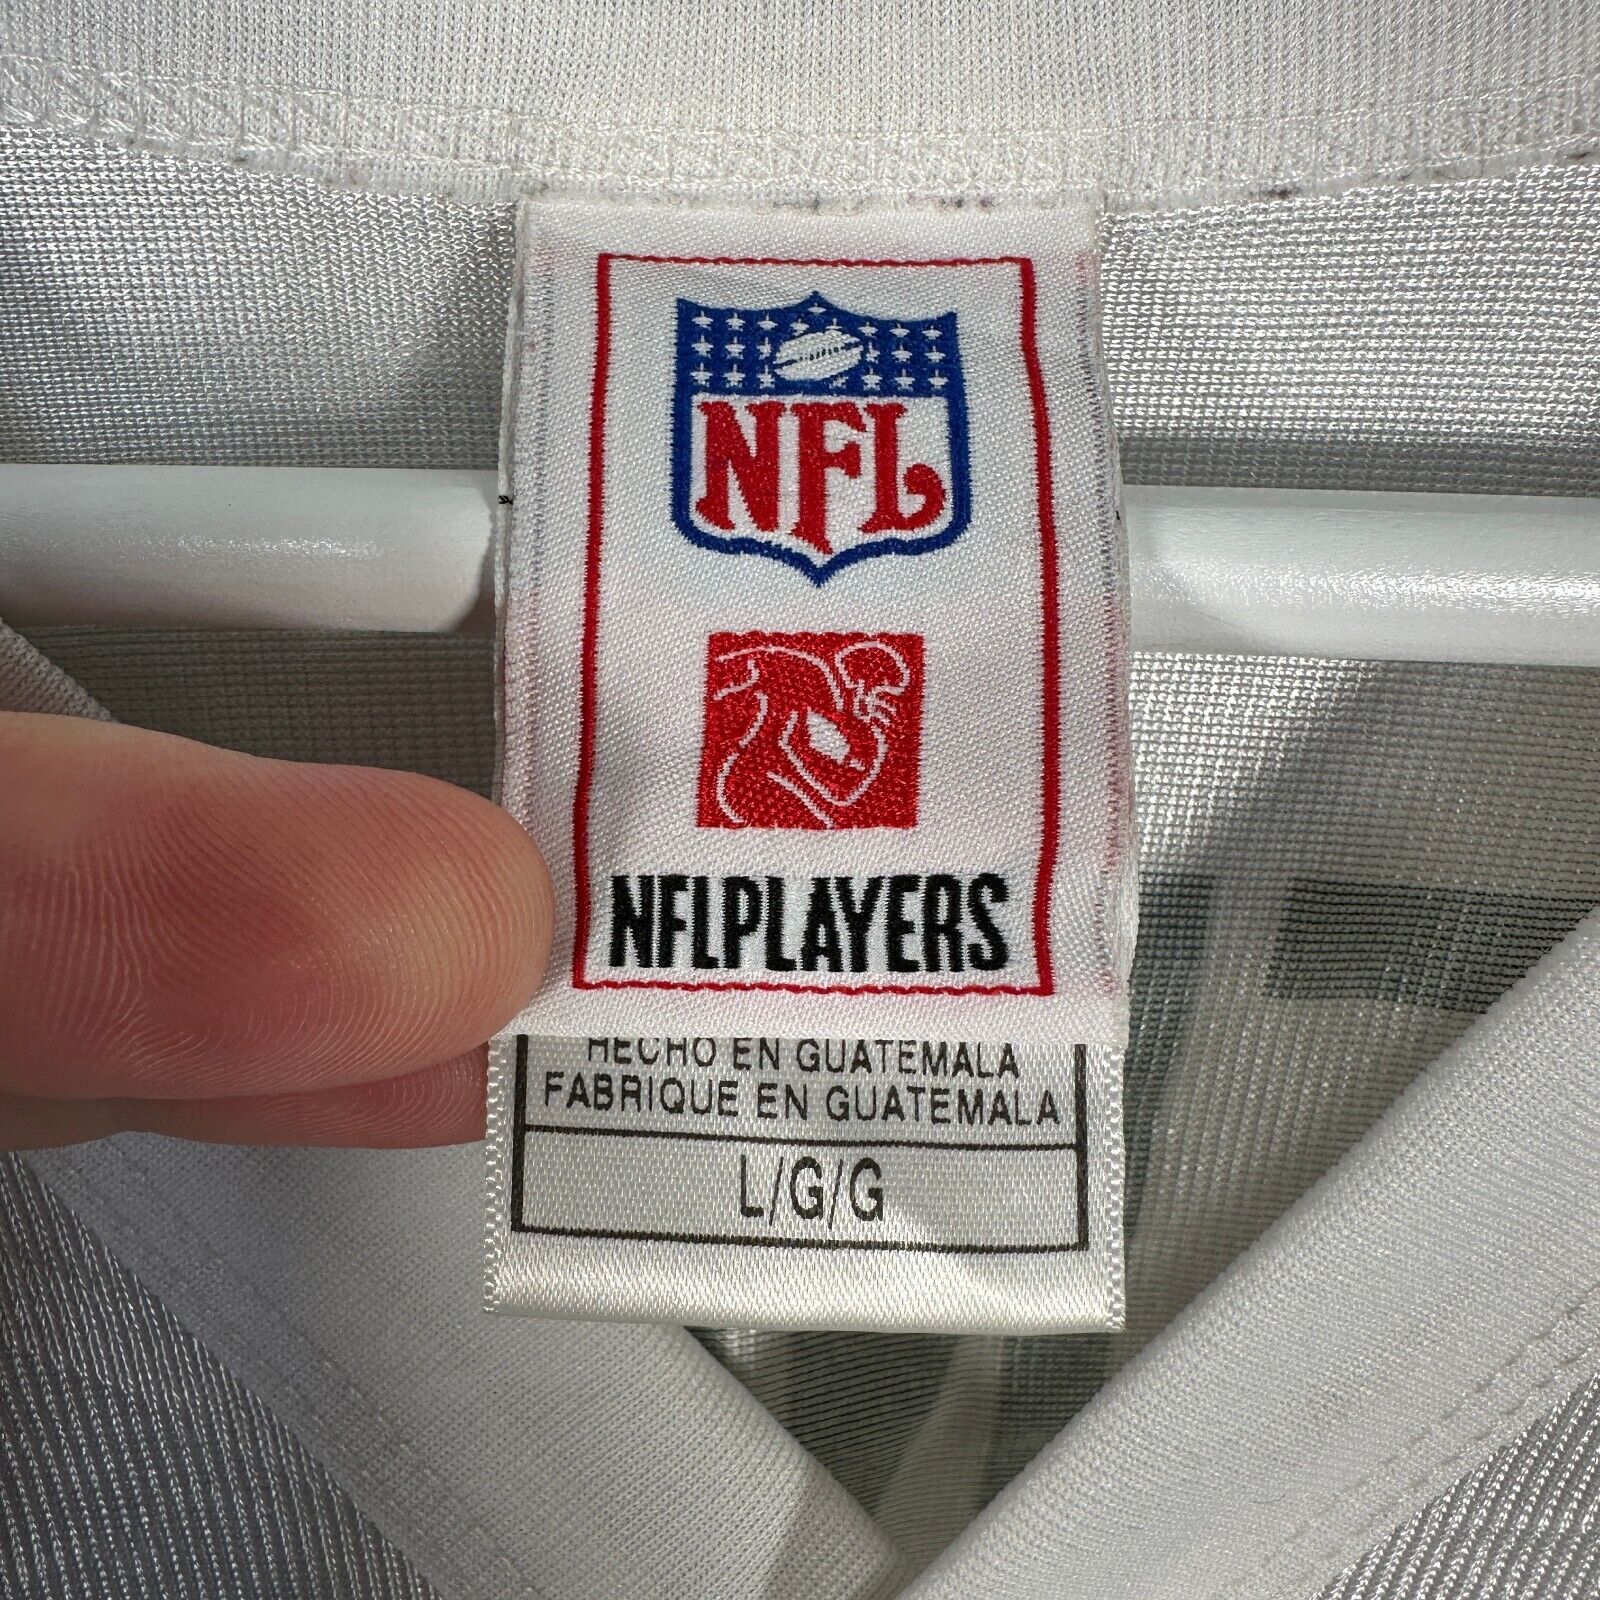 NFL
NFLPLAYERS
HECHO EN GUATEMALA
FABRIQUE EN GUATEMALA
L/G/G